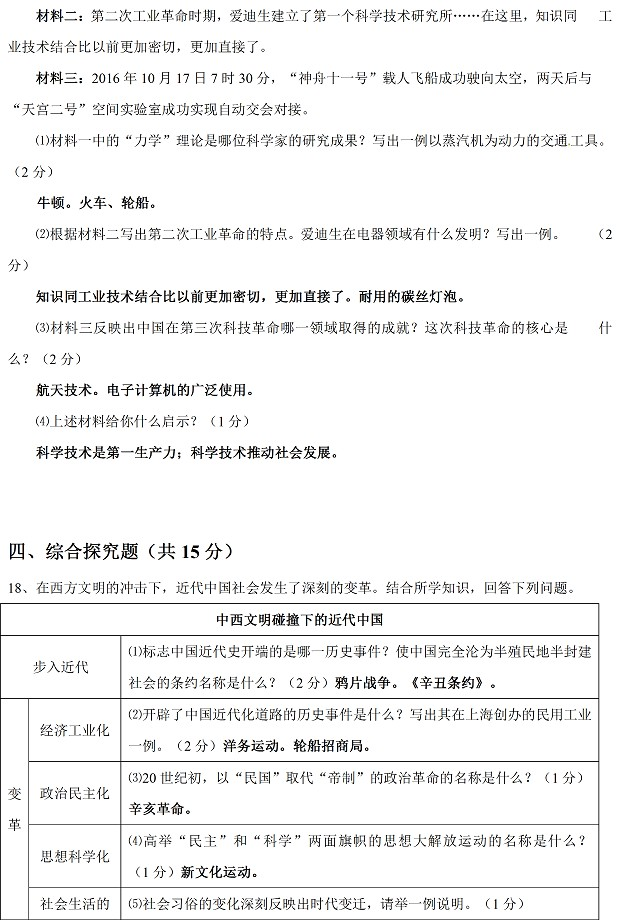 材料二：第二次工业革命时期，爱迪生建立了第一个科学技术研究所……在这里，知识同 工
业技术结合比以前更加密切，更加直接了。
材料三：2016 年 10 月 17 日 7 时 30 分，“神舟十一号”载人飞船成功驶向太空，两天后与
“天宫二号”空间实验室成功实现自动交会对接。
⑴材料一中的“力学”理论是哪位科学家的研究成果？写出一例以蒸汽机为动力的交通工具。
（2 分）
牛顿。火车、轮船。
⑵根据材料二写出第二次工业革命的特点。爱迪生在电器领域有什么发明？写出一例。 （2
分）
知识同工业技术结合比以前更加密切，更加直接了。耐用的碳丝灯泡。
⑶材料三反映出中国在第三次科技革命哪一领域取得的成就？这次科技革命的核心是 什
么？（2 分）
航天技术。电子计算机的广泛使用。
⑷上述材料给你什么启示？（1 分）
科学技术是第一生产力；科学技术推动社会发展。
四、综合探究题（共 15 分）
18、在西方文明的冲击下，近代中国社会发生了深刻的变革。结合所学知识，回答下列问题。
中西文明碰撞下的近代中国
步入近代
⑴标志中国近代史开端的是哪一历史事件？使中国完全沦为半殖民地半封建
社会的条约名称是什么？（2 分）鸦片战争。《辛丑条约》。
变
革
经济工业化
⑵开辟了中国近代化道路的历史事件是什么？写出其在上海创办的民用工业
一例。（2 分）洋务运动。轮船招商局。
政治民主化
⑶20 世纪初，以“民国”取代“帝制”的政治革命的名称是什么？（1 分）
辛亥革命。
思想科学化
⑷高举“民主”和“科学”两面旗帜的思想大解放运动的名称是什么？
（1 分）新文化运动。
社会生活的
⑸社会习俗的变化深刻反映出时代变迁，请举一例说明。（1 分）